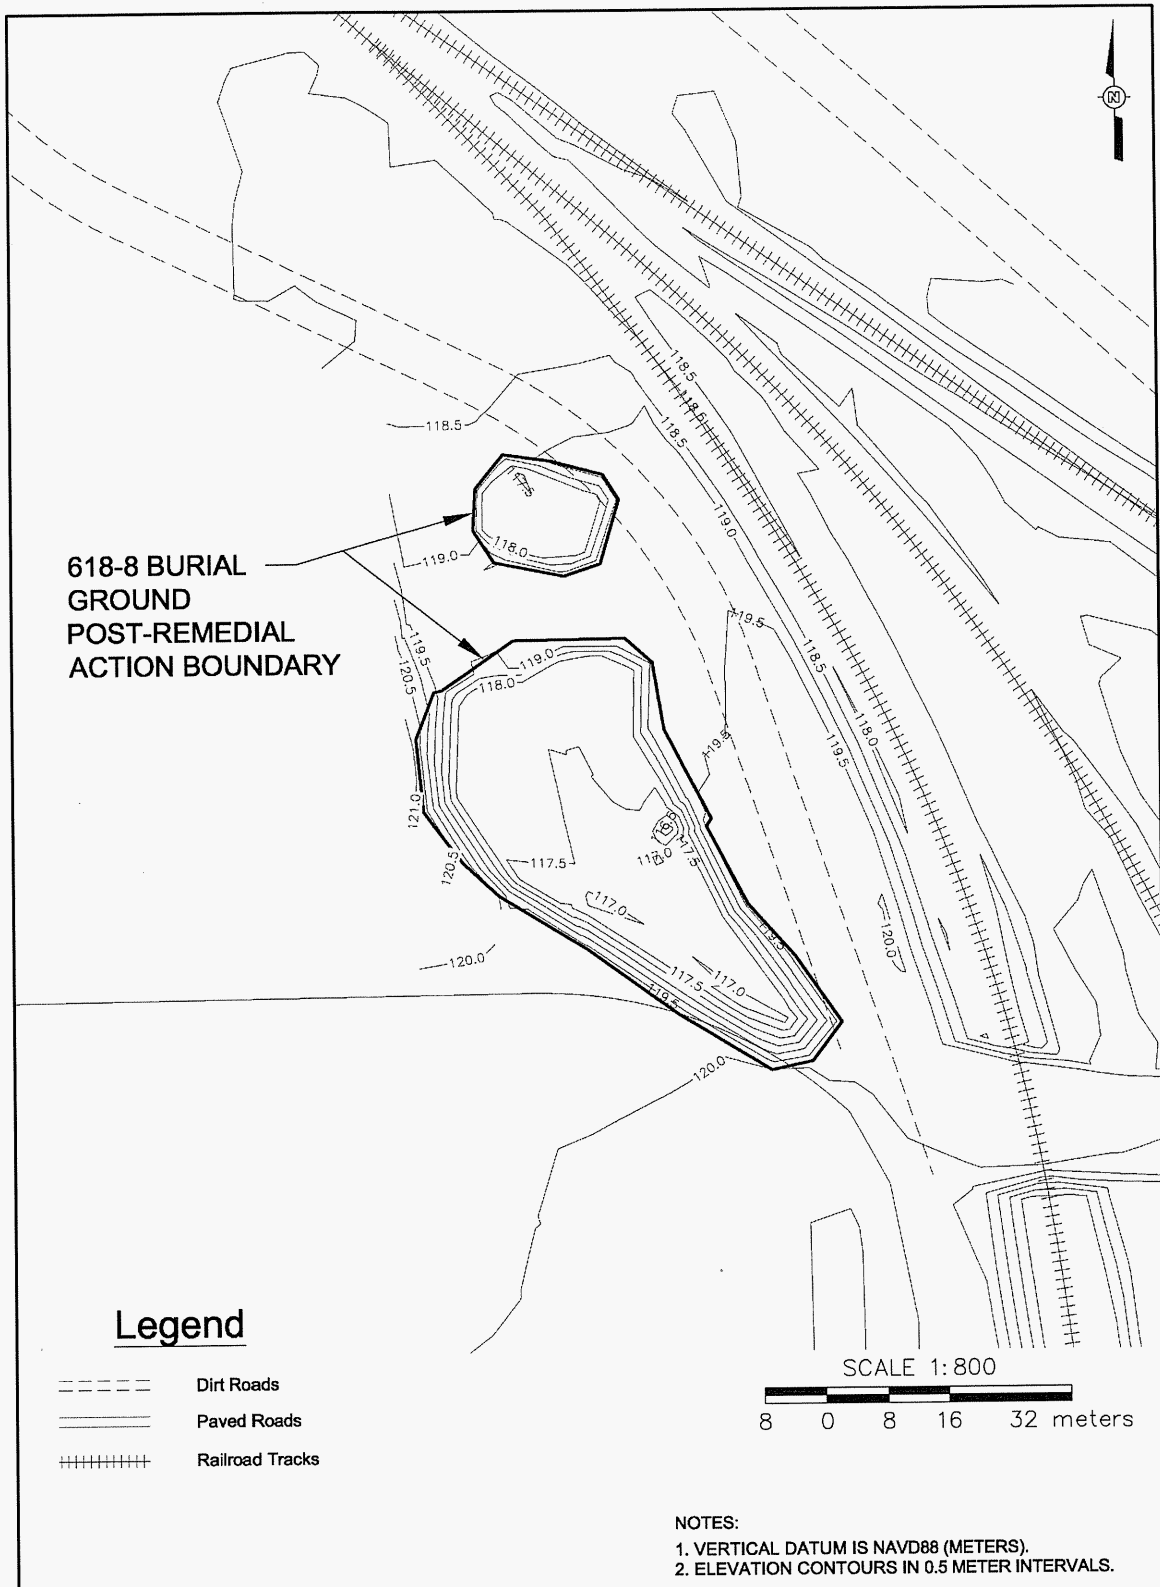 N
118.5
118.5
118.5
118.5
117.5
119.0
119.0
118.0
618-8 BURIAL
GROUND
POST-REMEDIAL
ACTION BOUNDARY
119.5
119.5
120.5
119.0
118.0
118.5
118.0
119.5
119.5
121.0
117.0
117.5
120.5
117.5
117.0
119.5
120.0
120.0
117.5
117.0
119.5
120.0
Legend
Dirt Roads
Paved Roads
Railroad Tracks
SCALE 1:800
8 0 8 16 32 meters
NOTES:
1. VERTICAL DATUM IS NAVD88 (METERS).
2. ELEVATION CONTOURS IN 0.5 METER INTERVALS.